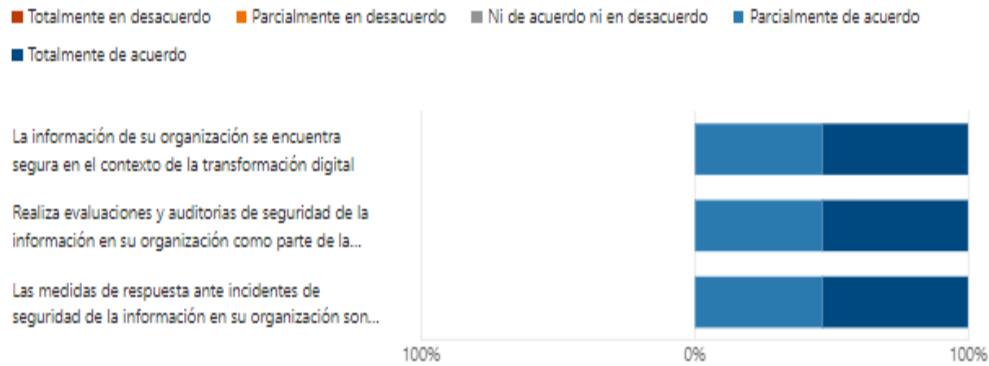 Totalmente en desacuerdo Parcialmente en desacuerdo Ni de acuerdo ni en desacuerdo Parcialmente de acuerdo
Totalmente de acuerdo
La información de su organización se encuentra
segura en el contexto de la transformación digital
Realiza evaluaciones y auditorias de seguridad de la
información en su organización como parte de la...
Las medidas de respuesta ante incidentes de
seguridad de la información en su organización son...
100% 0% 100%